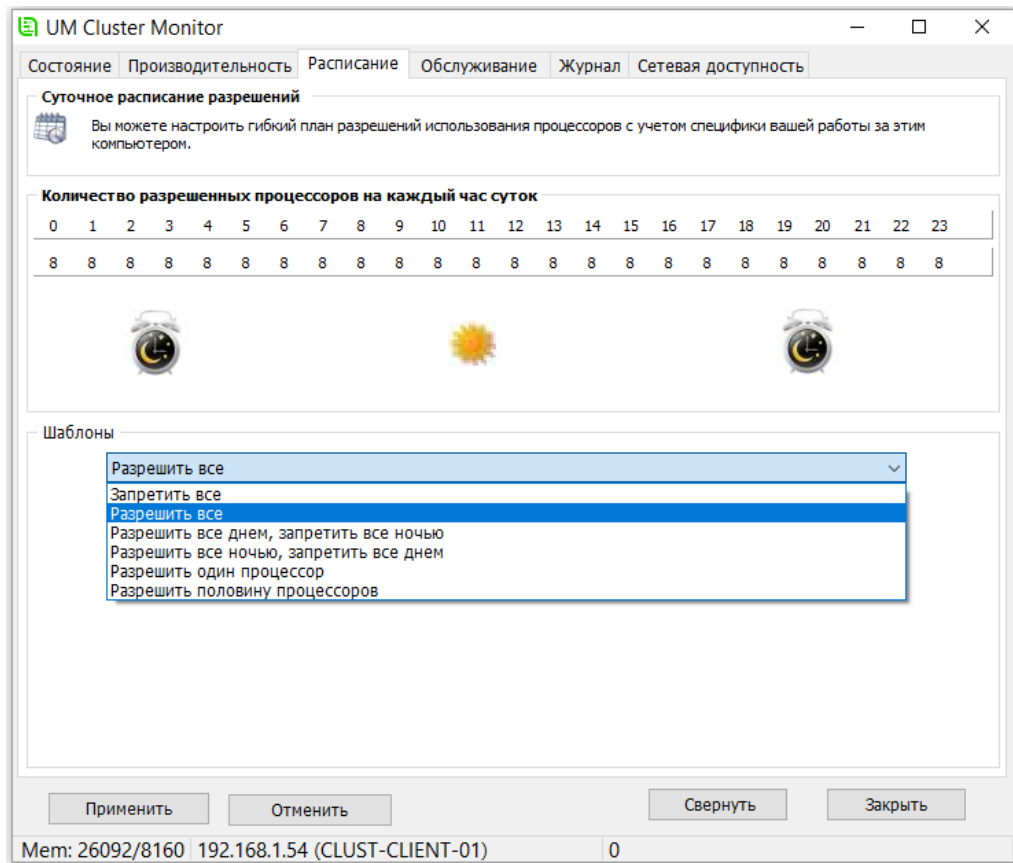 UM Cluster Monitor
Состояние Производительность Расписание Обслуживание Журнал Сетевая доступность
Суточное расписание разрешений
Вы можете настроить гибкий план разрешений использования процессоров с учетом специфики вашей работы за этим
компьютером.
Количество разрешенных процессоров на каждый час суток
0 1 2 3 4 5 6 7 8 9 10 11 12 13 14 15 16 17 18 19 20 21 22 23
8 8 8 8 8 8 8 8 8 8 8 8 8 8 8 8 8 8 8 8 8 8 8 8
Шаблоны
Разрешить все
Запретить все
Разрешить все
Разрешить все днем, запретить все ночью
Разрешить все ночью, запретить все днем
Разрешить один процессор
Разрешить половину процессоров
Применить Отменить Свернуть Закрыть
Mem: 26092/8160 192.168.1.54 (CLUST-CLIENT-01) 0